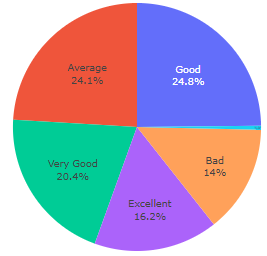 Average
24.1%
Good
24.8%
Bad
14%
Very Good
20.4%
Excellent
16.2%